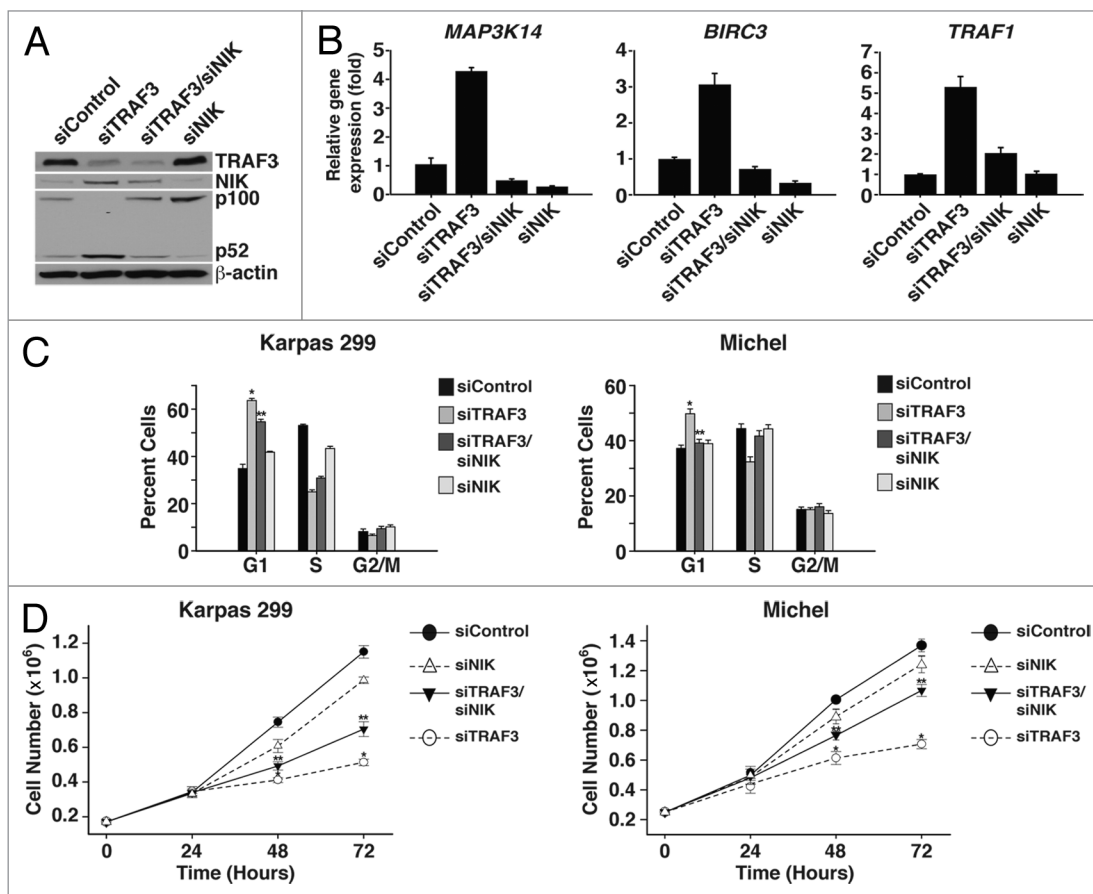 A
siControl
siTRAF3
siTRAF3/siNIK
siNIK
TRAF3
NIK
p100
p52
β-actin
B
MAP3K14
BIRC3
TRAF1
Relative gene
expression (fold)
5
4
3
2
1
0
siControl
siTRAF3
siTRAF3/siNIK
siNIK
4
3
2
1
0
siControl
siTRAF3
siTRAF3/siNIK
siNIK
7
6
5
4
3
2
1
0
siControl
siTRAF3
siTRAF3/siNIK
siNIK
C
Karpas 299
Percent Cells
60
40
20
0
*
**
G1 S G2/M
siControl
siTRAF3
siTRAF3/
siNIK
siNIK
Michel
Percent Cells
60
40
20
0
*
**
G1 S G2/M
siControl
siTRAF3
siTRAF3/
siNIK
siNIK
D
Karpas 299
Cell Number (x10⁶)
1.2
1.0
0.8
0.6
0.4
0.2
**
*
**
*
0 24 48 72
Time (Hours)
siControl
siNIK
siTRAF3/
siNIK
siTRAF3
Michel
Cell Number (x10⁶)
1.4
1.2
1.0
0.8
0.6
0.4
0.2
**
*
**
*
0 24 48 72
Time (Hours)
siControl
siNIK
siTRAF3/
siNIK
siTRAF3